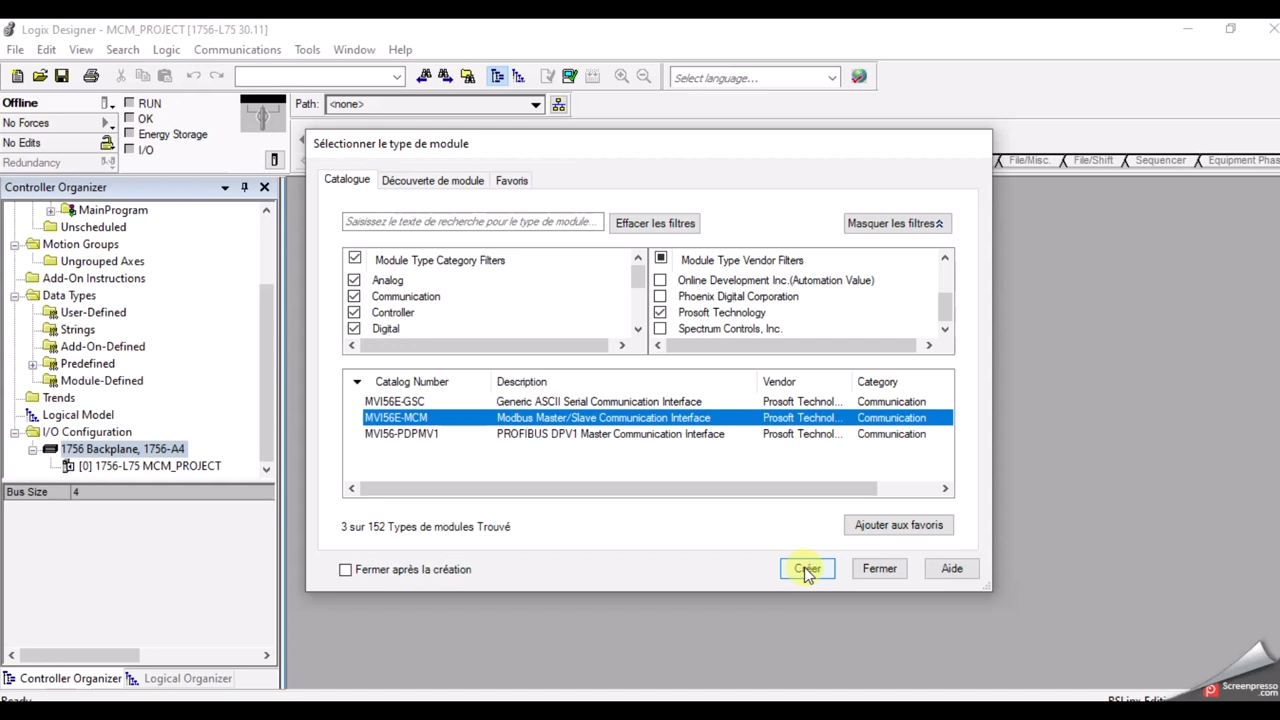 Logix Designer - MCM_PROJECT [1756-L75 30.11]
File Edit View Search Logic Communications Tools Window Help
Select language...
Offline
RUN
Path: <none>
No Forces
OK
No Edits
Energy Storage
Redundancy
I/O
File/Misc. File/Shift Sequencer Equipment Phas
Controller Organizer
MainProgram
Unscheduled
Motion Groups
Ungrouped Axes
Add-On Instructions
Data Types
User-Defined
Strings
Add-On-Defined
Predefined
Module-Defined
Trends
Logical Model
I/O Configuration
1756 Backplane, 1756-A4
[0] 1756-L75 MCM_PROJECT
Bus Size 4
Controller Organizer Logical Organizer
Sélectionner le type de module
Catalogue Découverte de module Favoris
Saisissez le texte de recherche pour le type de module... Effacer les filtres Masquer les filtres
Module Type Category Filters
Analog
Communication
Controller
Digital
Module Type Vendor Filters
Online Development Inc.(Automation Value)
Phoenix Digital Corporation
Prosoft Technology
Spectrum Controls, Inc.
Catalog Number Description Vendor Category
MVI56E-GSC Generic ASCII Serial Communication Interface Prosoft Technol... Communication
MVI56E-MCM Modbus Master/Slave Communication Interface Prosoft Technol... Communication
MVI56-PDPMV1 PROFIBUS DPV1 Master Communication Interface Prosoft Technol... Communication
3 sur 152 Types de modules Trouvé
Ajouter aux favoris
Fermer après la création
Créer Fermer Aide
Screenpresso
.com